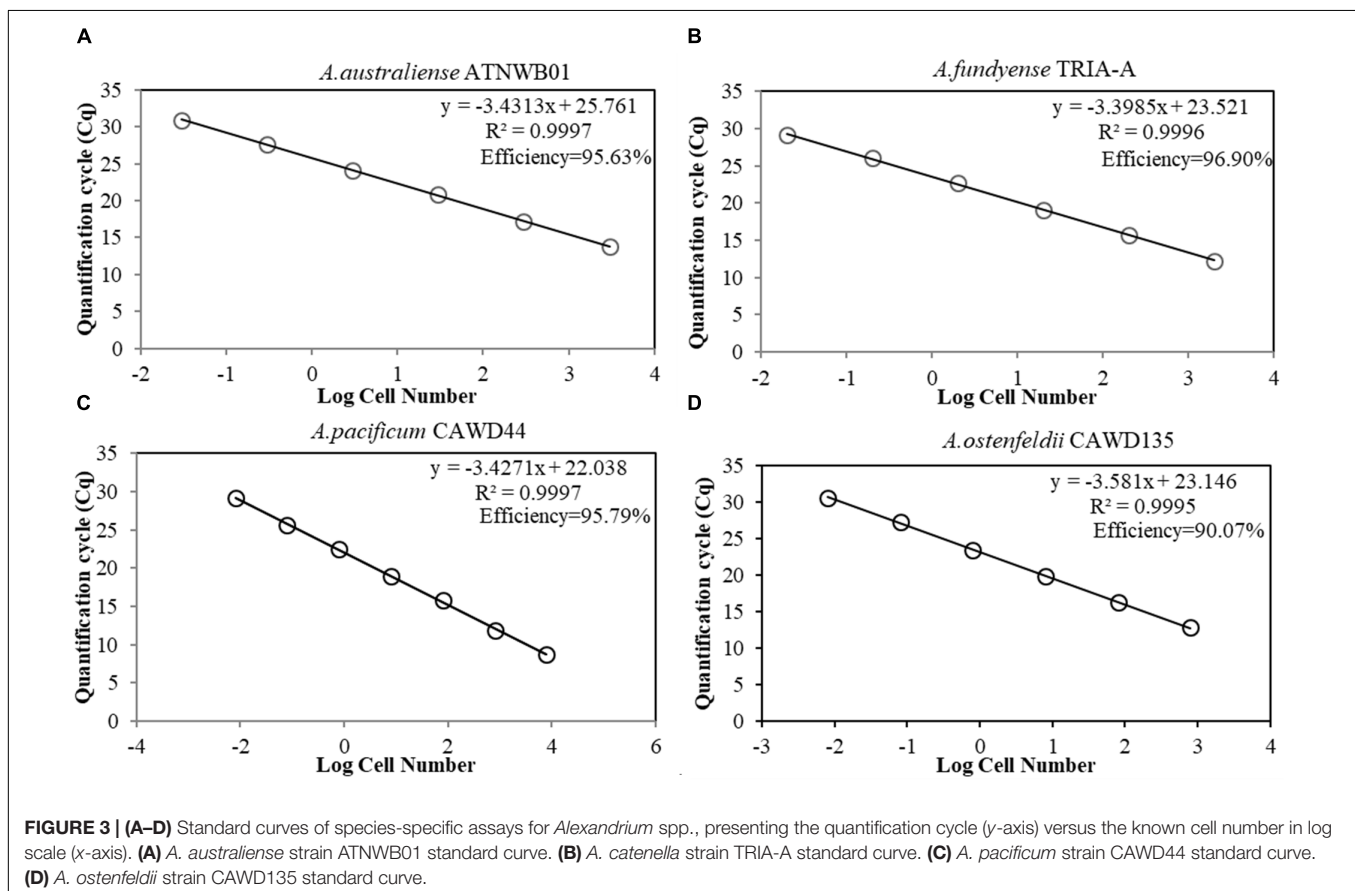 A
A.australiense ATNWB01
y = -3.4313x + 25.761
R² = 0.9997
Efficiency=95.63%
Quantification cycle (Cq)
35
30
25
20
15
10
5
0
-2 -1 0 1 2 3 4
Log Cell Number
B
A.fundyense TRIA-A
y = -3.3985x + 23.521
R² = 0.9996
Efficiency=96.90%
Quantification cycle (Cq)
35
30
25
20
15
10
5
0
-2 -1 0 1 2 3 4
Log Cell Number
C
A.pacificum CAWD44
y = -3.4271x + 22.038
R² = 0.9997
Efficiency=95.79%
Quantification cycle (Cq)
35
30
25
20
15
10
5
0
-4 -2 0 2 4 6
Log Cell Number
D
A.ostenfeldii CAWD135
y = -3.581x + 23.146
R² = 0.9995
Efficiency=90.07%
Quantification cycle (Cq)
35
30
25
20
15
10
5
0
-3 -2 -1 0 1 2 3 4
Log Cell Number
FIGURE 3 | (A–D) Standard curves of species-specific assays for Alexandrium spp., presenting the quantification cycle (y-axis) versus the known cell number in log
scale (x-axis). (A) A. australiense strain ATNWB01 standard curve. (B) A. catenella strain TRIA-A standard curve. (C) A. pacificum strain CAWD44 standard curve.
(D) A. ostenfeldii strain CAWD135 standard curve.